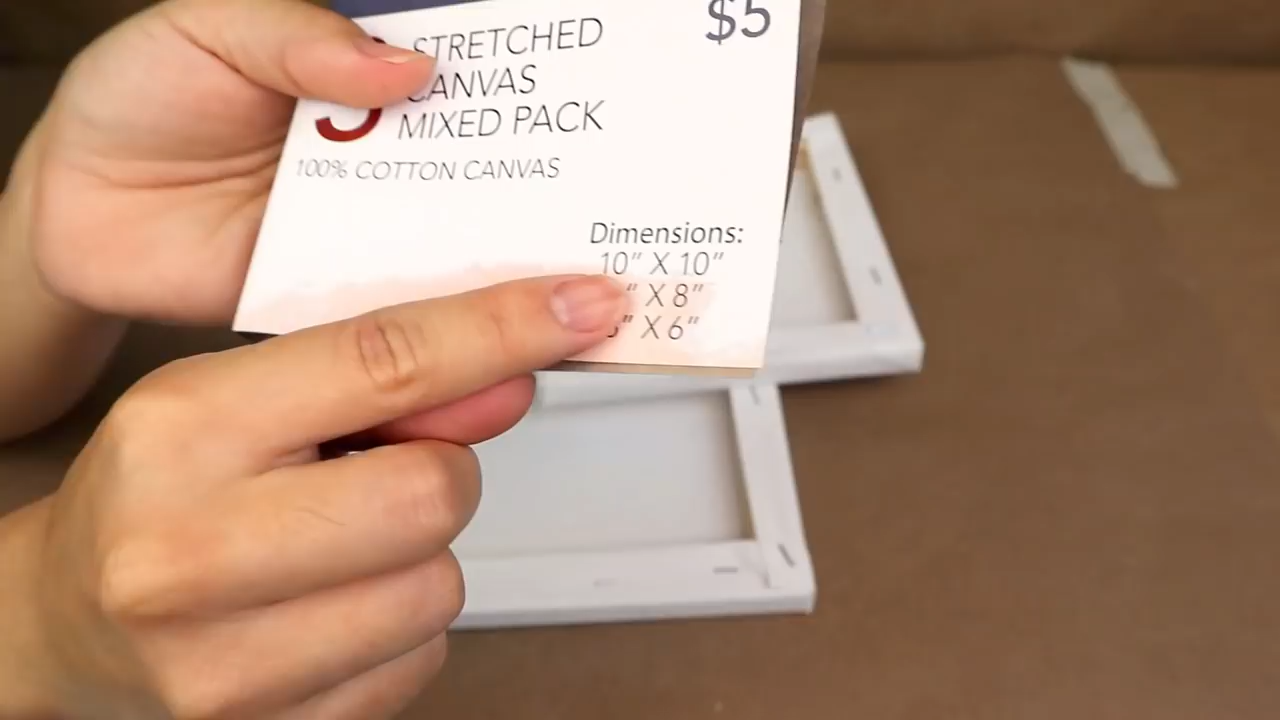 $5
STRETCHED
CANVAS
MIXED PACK
100% COTTON CANVAS
Dimensions:
10" X 10"
" X 8"
" X 6"